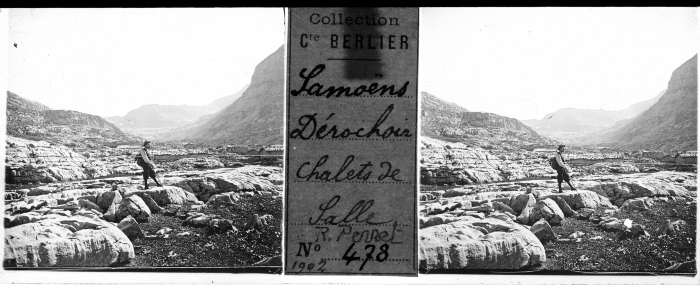 Collection
Cte BERLIER
Samoëns
Dérochoir
Chalets de
Salle
R. Perret
No 478
1902